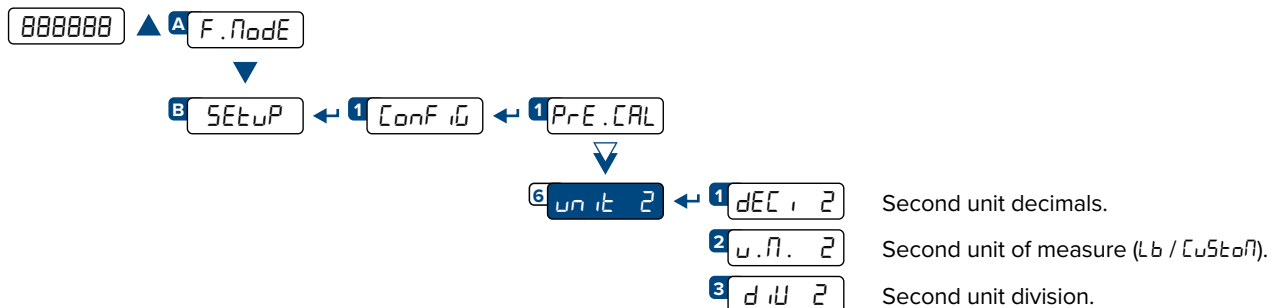 888888 A F.ModE
B SEtuP 1 ConFiG 1 PrE.CAL
6 unit 2 1 dECi 2 Second unit decimals.
2 u.M. 2 Second unit of measure (Lb / CuStoM).
3 diV 2 Second unit division.